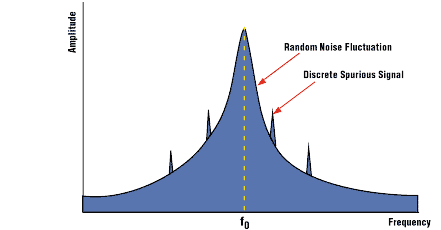 Amplitude
Random Noise Fluctuation
Discrete Spurious Signal
f0
Frequency